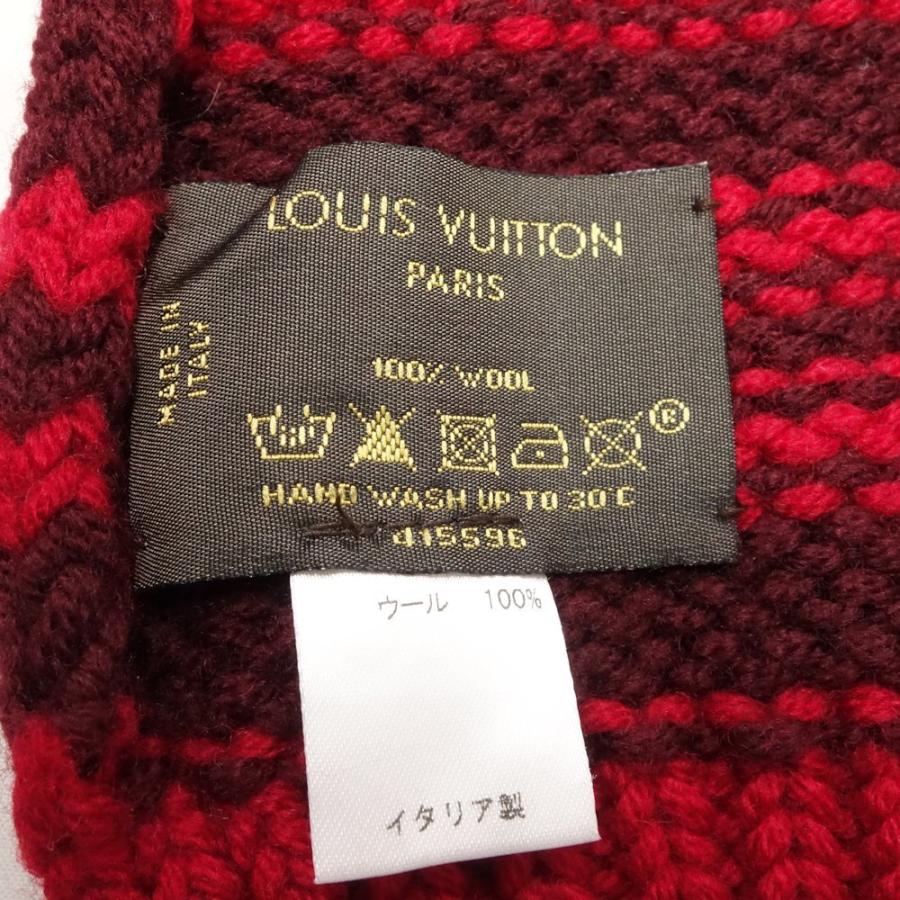 LOUIS VUITTON
PARIS
MADE IN
ITALY
100% WOOL
®
HAND WASH UP TO 30°C
415596
ウール 100%
イタリア製